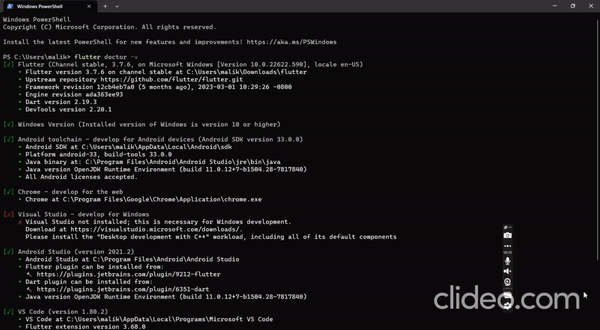 Windows PowerShell
Windows PowerShell
Copyright (C) Microsoft Corporation. All rights reserved.
Install the latest PowerShell for new features and improvements! https://aka.ms/PSWindows
PS C:\Users\malik> flutter doctor -v
[√] Flutter (Channel stable, 3.7.6, on Microsoft Windows [Version 10.0.22622.590], locale en-US)
• Flutter version 3.7.6 on channel stable at C:\Users\malik\Downloads\flutter
• Upstream repository https://github.com/flutter/flutter.git
• Framework revision 12cb4eb7a0 (5 months ago), 2023-03-01 10:29:26 -0800
• Engine revision ada363ee93
• Dart version 2.19.3
• DevTools version 2.20.1
[√] Windows Version (Installed version of Windows is version 10 or higher)
[√] Android toolchain - develop for Android devices (Android SDK version 33.0.0)
• Android SDK at C:\Users\malik\AppData\Local\Android\sdk
• Platform android-33, build-tools 33.0.0
• Java binary at: C:\Program Files\Android\Android Studio\jre\bin\java
• Java version OpenJDK Runtime Environment (build 11.0.12+7-b1504.28-7817840)
• All Android licenses accepted.
[√] Chrome - develop for the web
• Chrome at C:\Program Files\Google\Chrome\Application\chrome.exe
[X] Visual Studio - develop for Windows
Visual Studio not installed; this is necessary for Windows development.
Download at https://visualstudio.microsoft.com/downloads/.
Please install the "Desktop development with C++" workload, including all of its default components
[√] Android Studio (version 2021.2)
• Android Studio at C:\Program Files\Android\Android Studio
• Flutter plugin can be installed from:
https://plugins.jetbrains.com/plugin/9212-flutter
• Dart plugin can be installed from:
https://plugins.jetbrains.com/plugin/6351-dart
• Java version OpenJDK Runtime Environment (build 11.0.12+7-b1504.28-7817840)
[√] VS Code (version 1.80.2)
• VS Code at C:\Users\malik\AppData\Local\Programs\Microsoft VS Code
• Flutter extension version 3.68.0
clideo.com